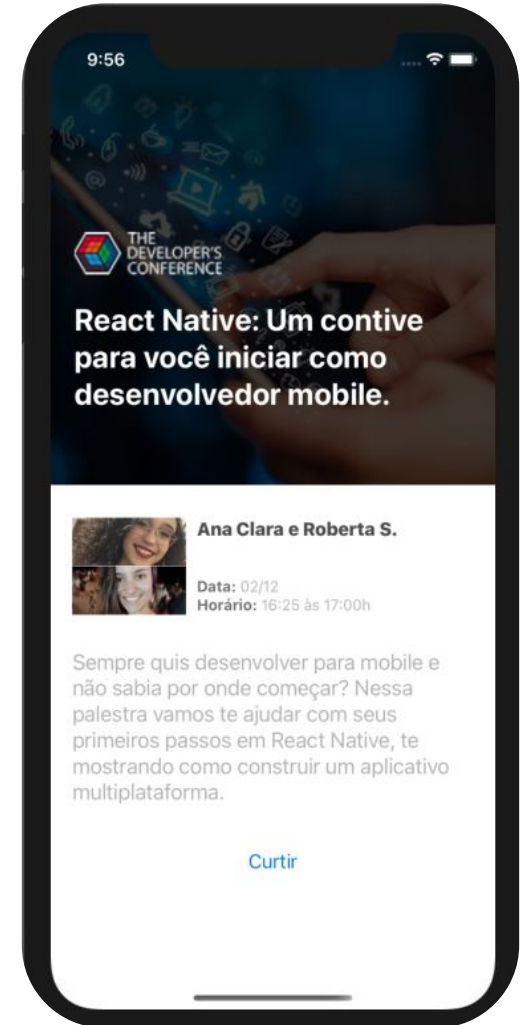 9:56
THE
DEVELOPER'S
CONFERENCE
React Native: Um contive
para você iniciar como
desenvolvedor mobile.
Ana Clara e Roberta S.
Data: 02/12
Horário: 16:25 às 17:00h
Sempre quis desenvolver para mobile e
não sabia por onde começar? Nessa
palestra vamos te ajudar com seus
primeiros passos em React Native, te
mostrando como construir um aplicativo
multiplataforma.
Curtir